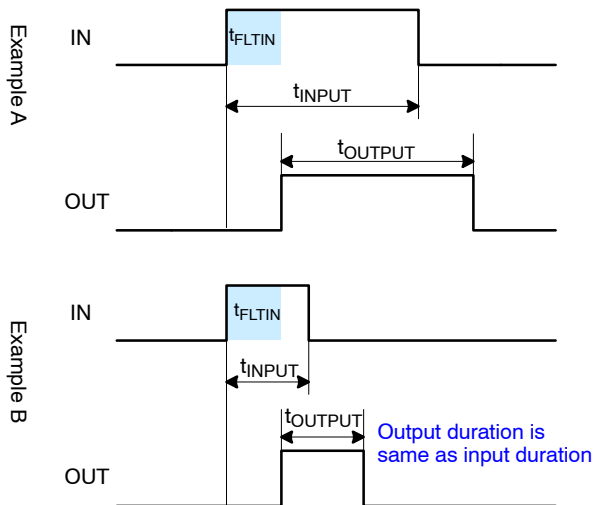 Example A
IN
tFLTIN
tINPUT
tOUTPUT
OUT
Example B
IN
tFLTIN
tINPUT
tOUTPUT
Output duration is
same as input duration
OUT